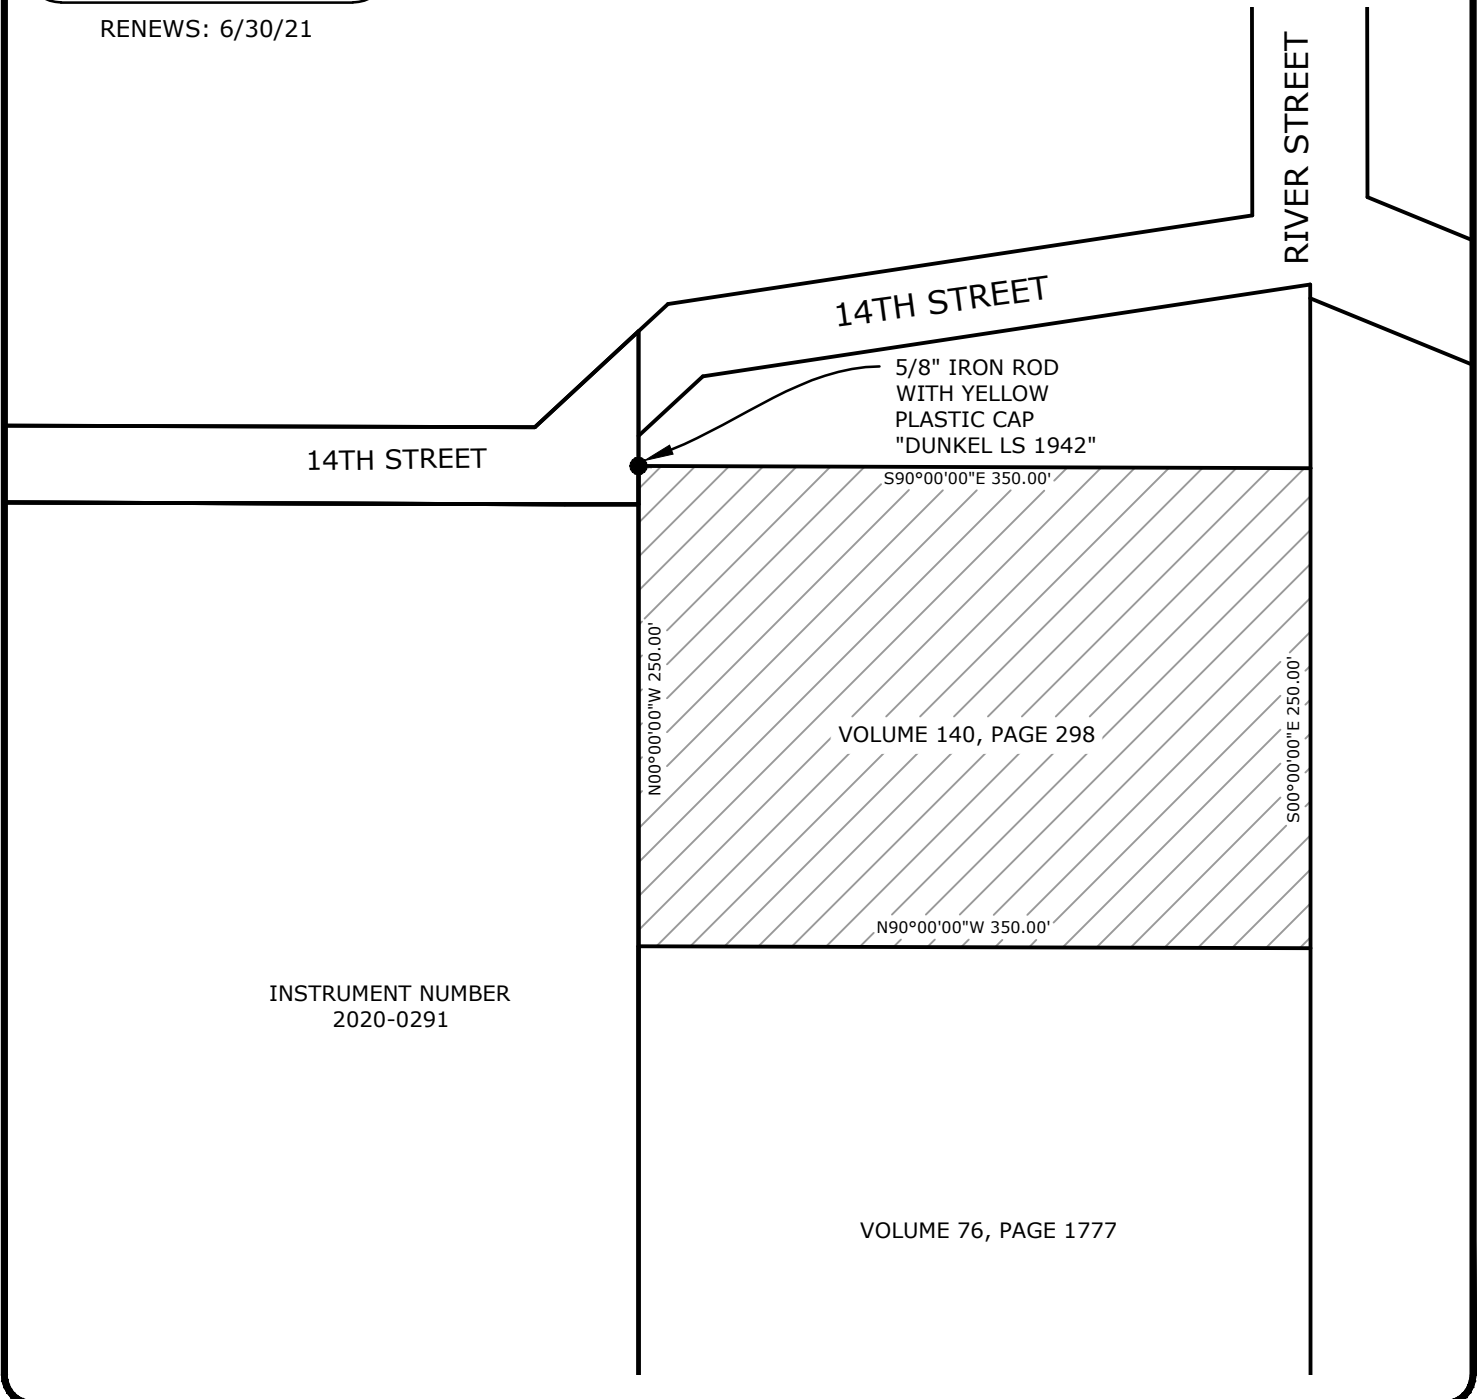 RENEWS: 6/30/21
RIVER STREET
14TH STREET
5/8" IRON ROD
WITH YELLOW
PLASTIC CAP
"DUNKEL LS 1942"
14TH STREET
S90°00'00"E 350.00'
N00°00'00"W 250.00'
S00°00'00"E 250.00'
VOLUME 140, PAGE 298
N90°00'00"W 350.00'
INSTRUMENT NUMBER
2020-0291
VOLUME 76, PAGE 1777